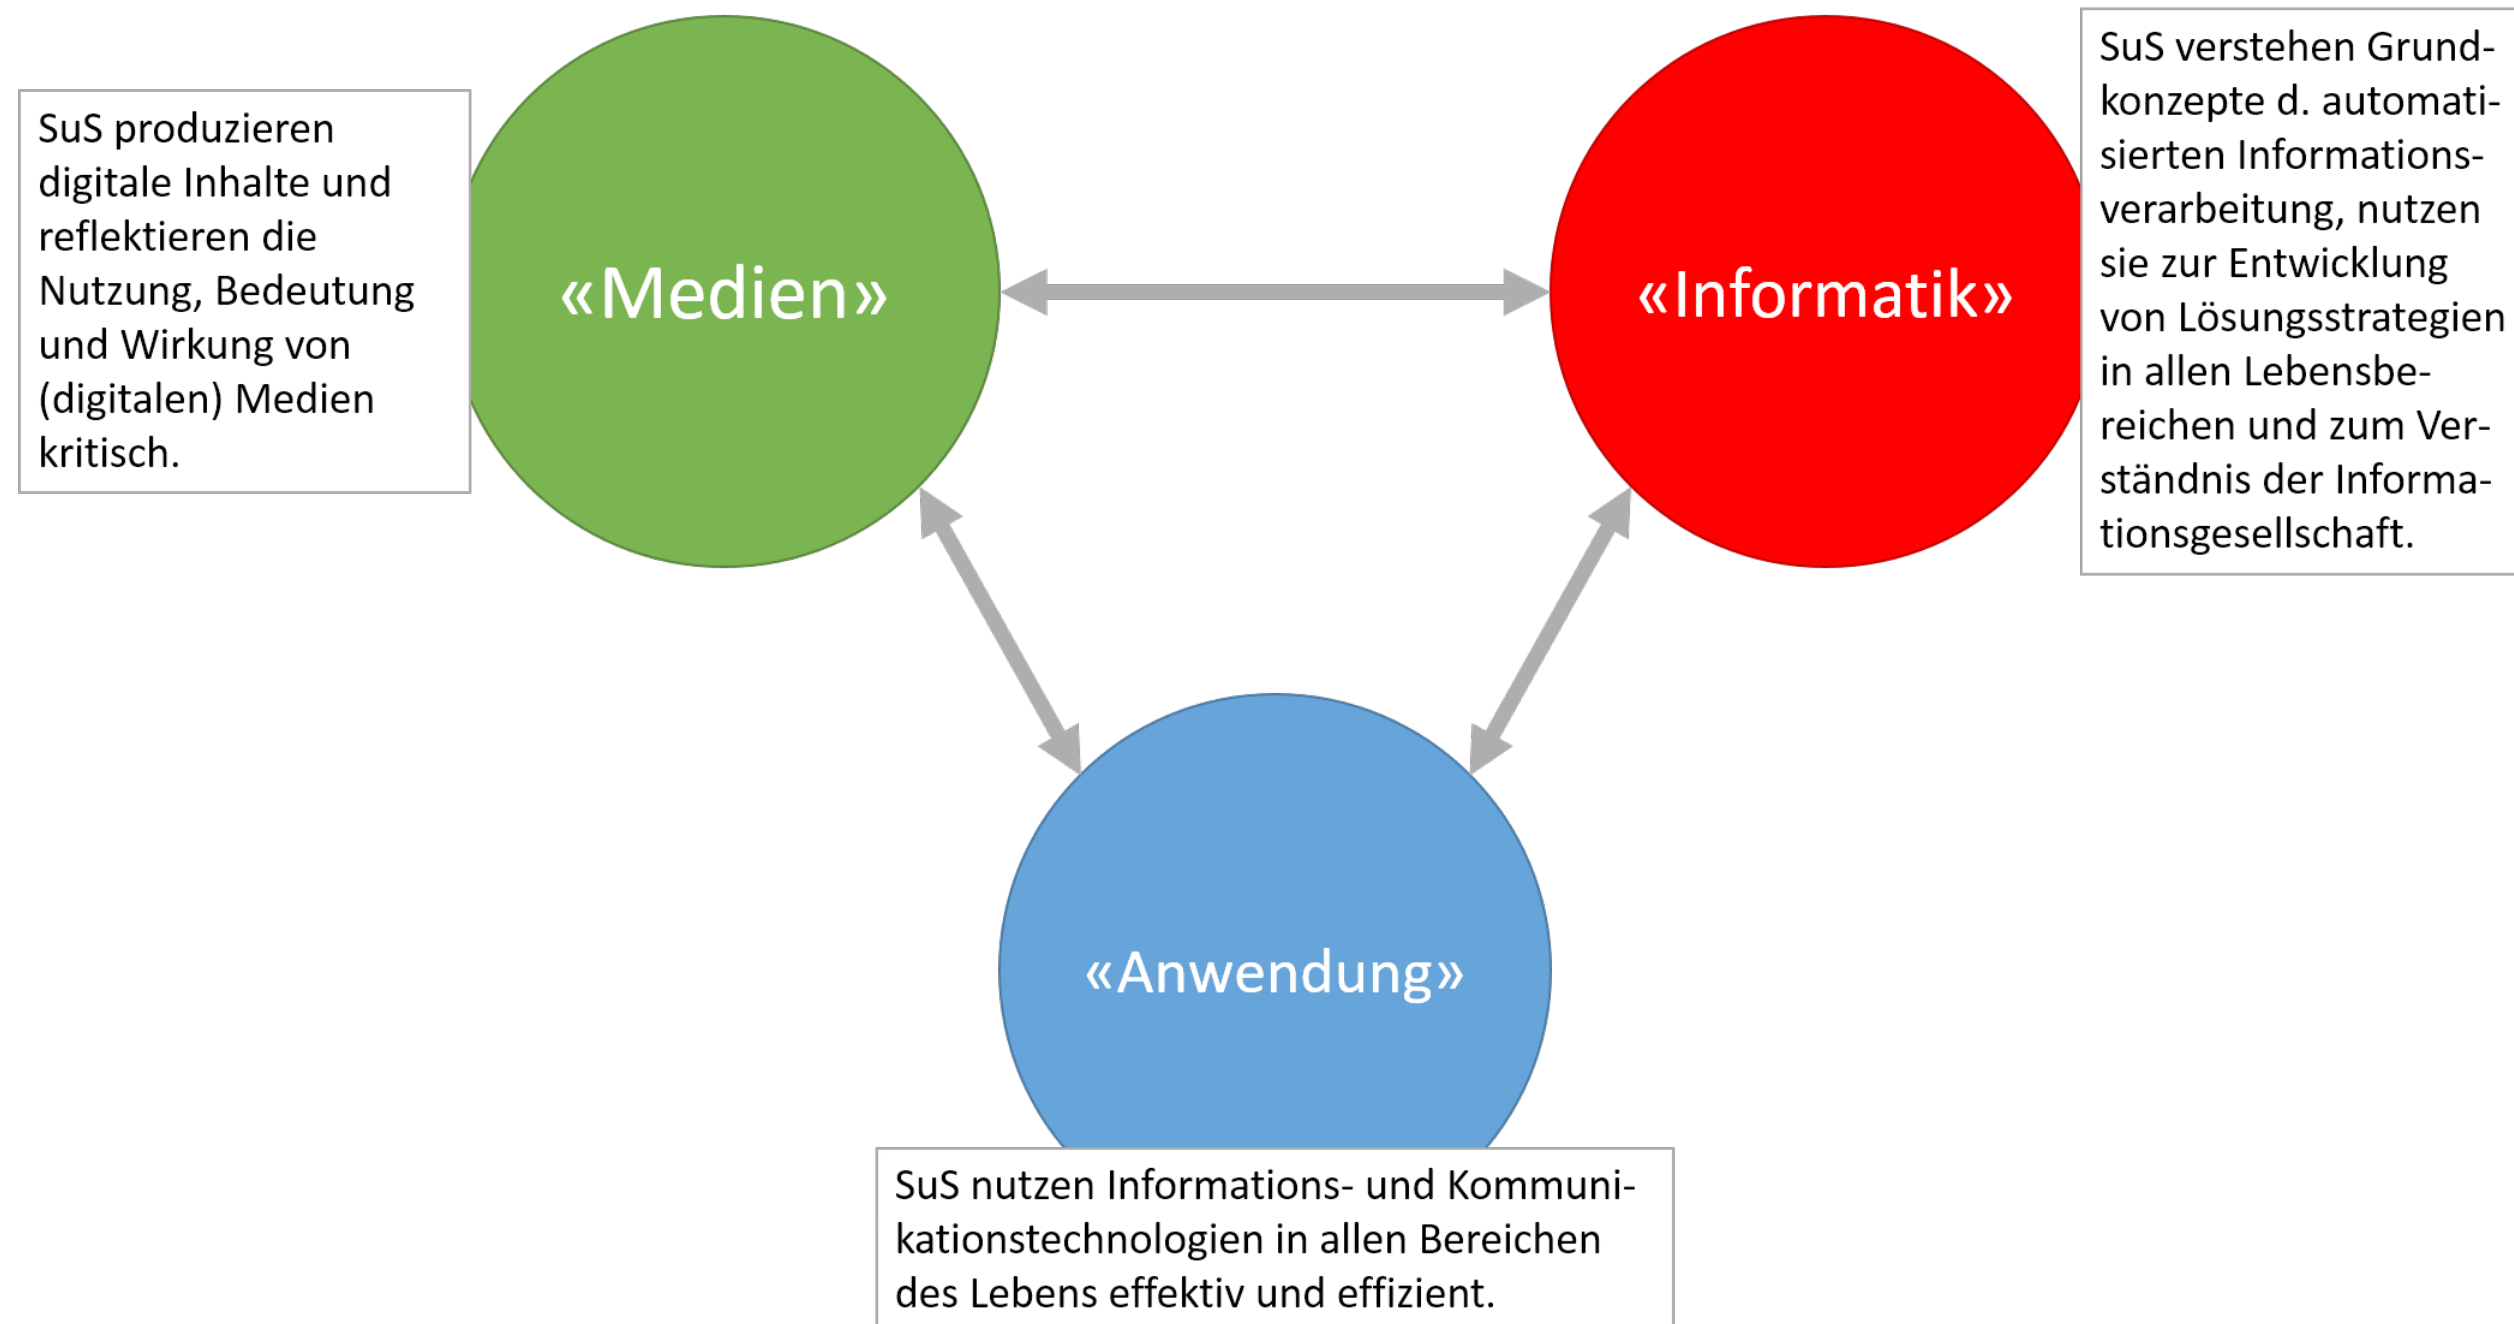 SuS produzieren
digitale Inhalte und
reflektieren die
Nutzung, Bedeutung
und Wirkung von
(digitalen) Medien
kritisch.
«Medien»
«Informatik»
SuS verstehen Grund-
konzepte d. automati-
sierten Informations-
verarbeitung, nutzen
sie zur Entwicklung
von Lösungsstrategien
in allen Lebensbe-
reichen und zum Ver-
ständnis der Informa-
tionsgesellschaft.
«Anwendung»
SuS nutzen Informations- und Kommuni-
kationstechnologien in allen Bereichen
des Lebens effektiv und effizient.